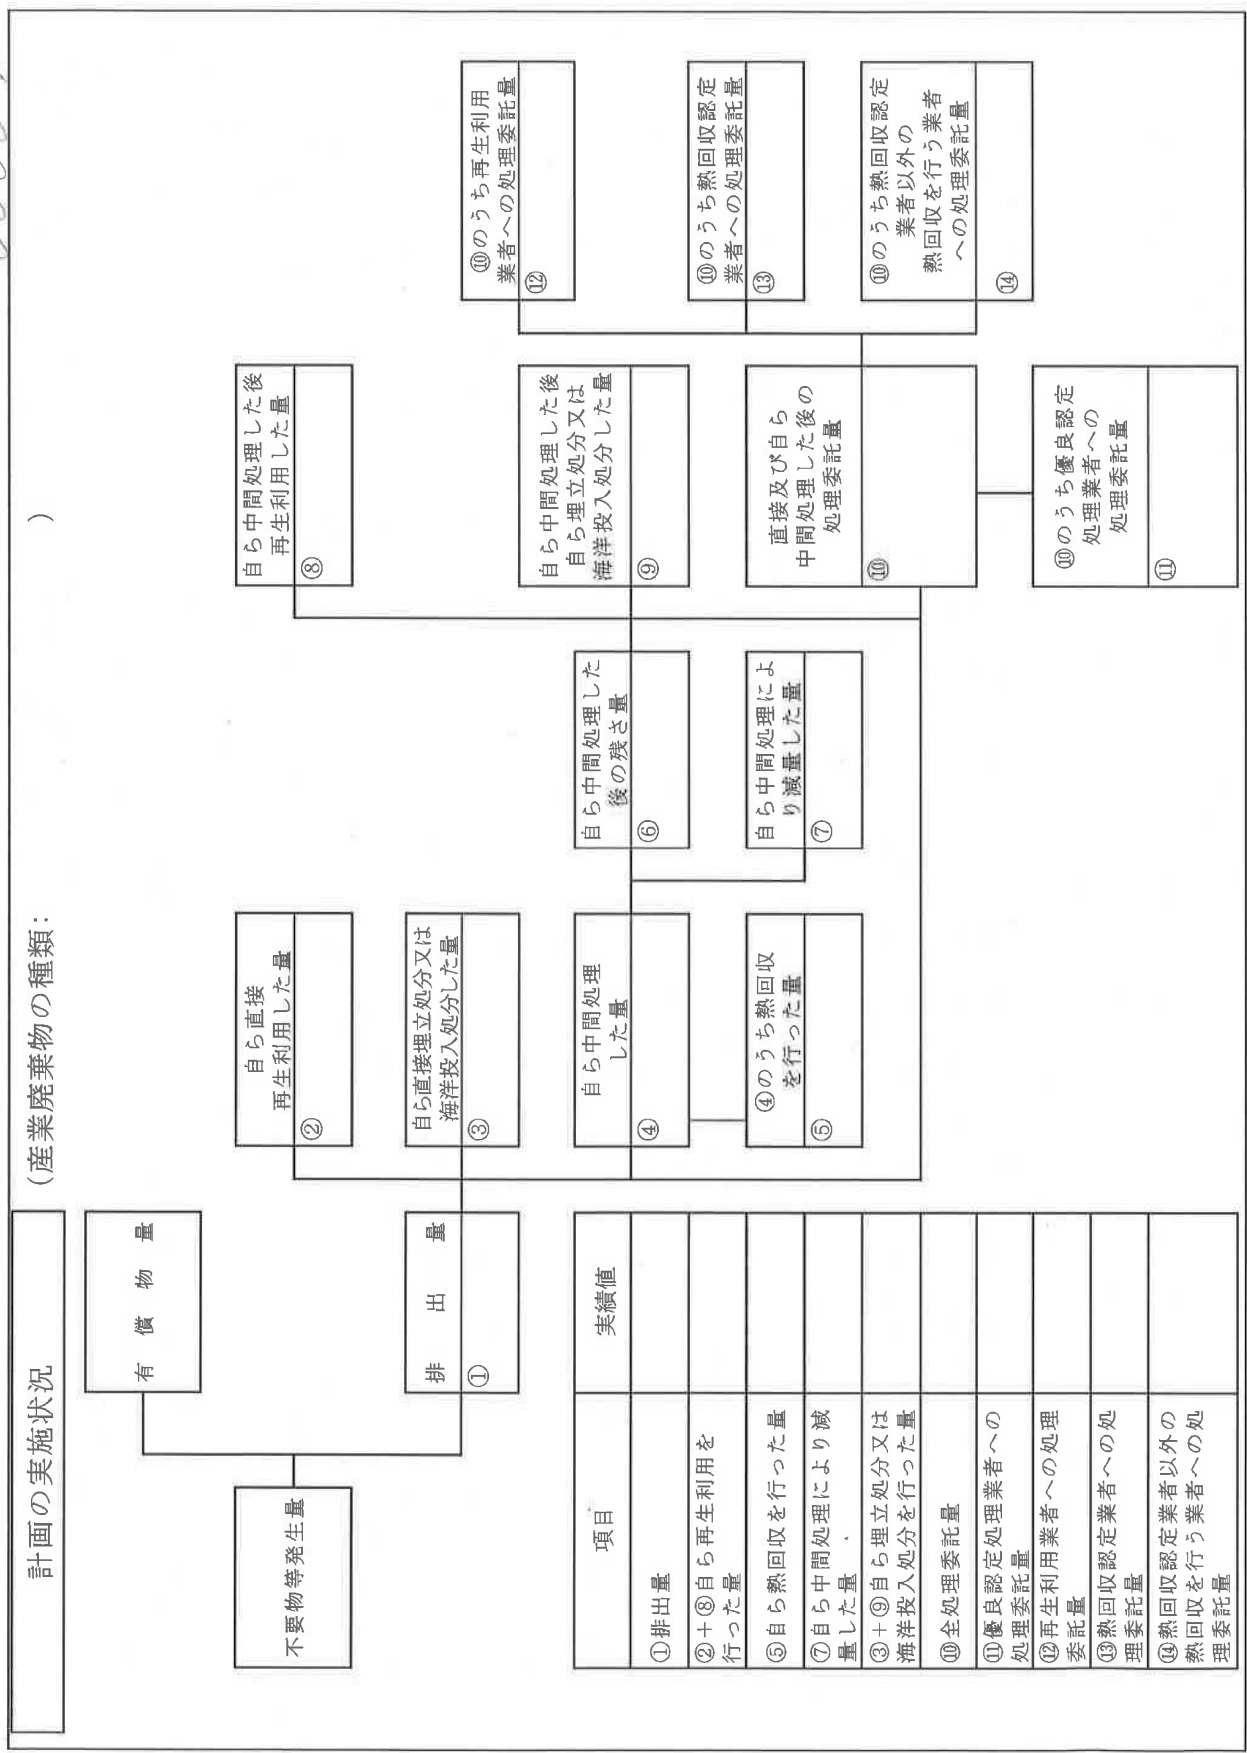 計画の実施状況
(産業廃棄物の種類: )
有償物量
不要物等発生量
排出量
①
自ら直接
再生利用した量
②
自ら直接埋立処分又は
海洋投入処分した量
③
自ら中間処理
した量
④
④のうち熱回収
を行った量
⑤
自ら中間処理した
後の残さ量
⑥
自ら中間処理によ
り減量した量
⑦
自ら中間処理した後
再生利用した量
⑧
自ら中間処理した後
自ら埋立処分又は
海洋投入処分した量
⑨
直接及び自ら
中間処理した後の
処理委託量
⑩
⑩のうち優良認定
処理業者への
処理委託量
⑪
⑩のうち再生利用
業者への処理委託量
⑫
⑩のうち熱回収認定
業者への処理委託量
⑬
⑩のうち熱回収認定
業者以外の
熱回収を行う業者
への処理委託量
⑭
項目 実績値
①排出量
②+⑧自ら再生利用を
行った量
⑤自ら熱回収を行った量
⑦自ら中間処理により減
量した量
③+⑨自ら埋立処分又は
海洋投入処分を行った量
⑩全処理委託量
⑪優良認定処理業者への
処理委託量
⑫再生利用業者への処理
委託量
⑬熱回収認定業者への処
理委託量
⑭熱回収認定業者以外の
熱回収を行う業者への処
理委託量